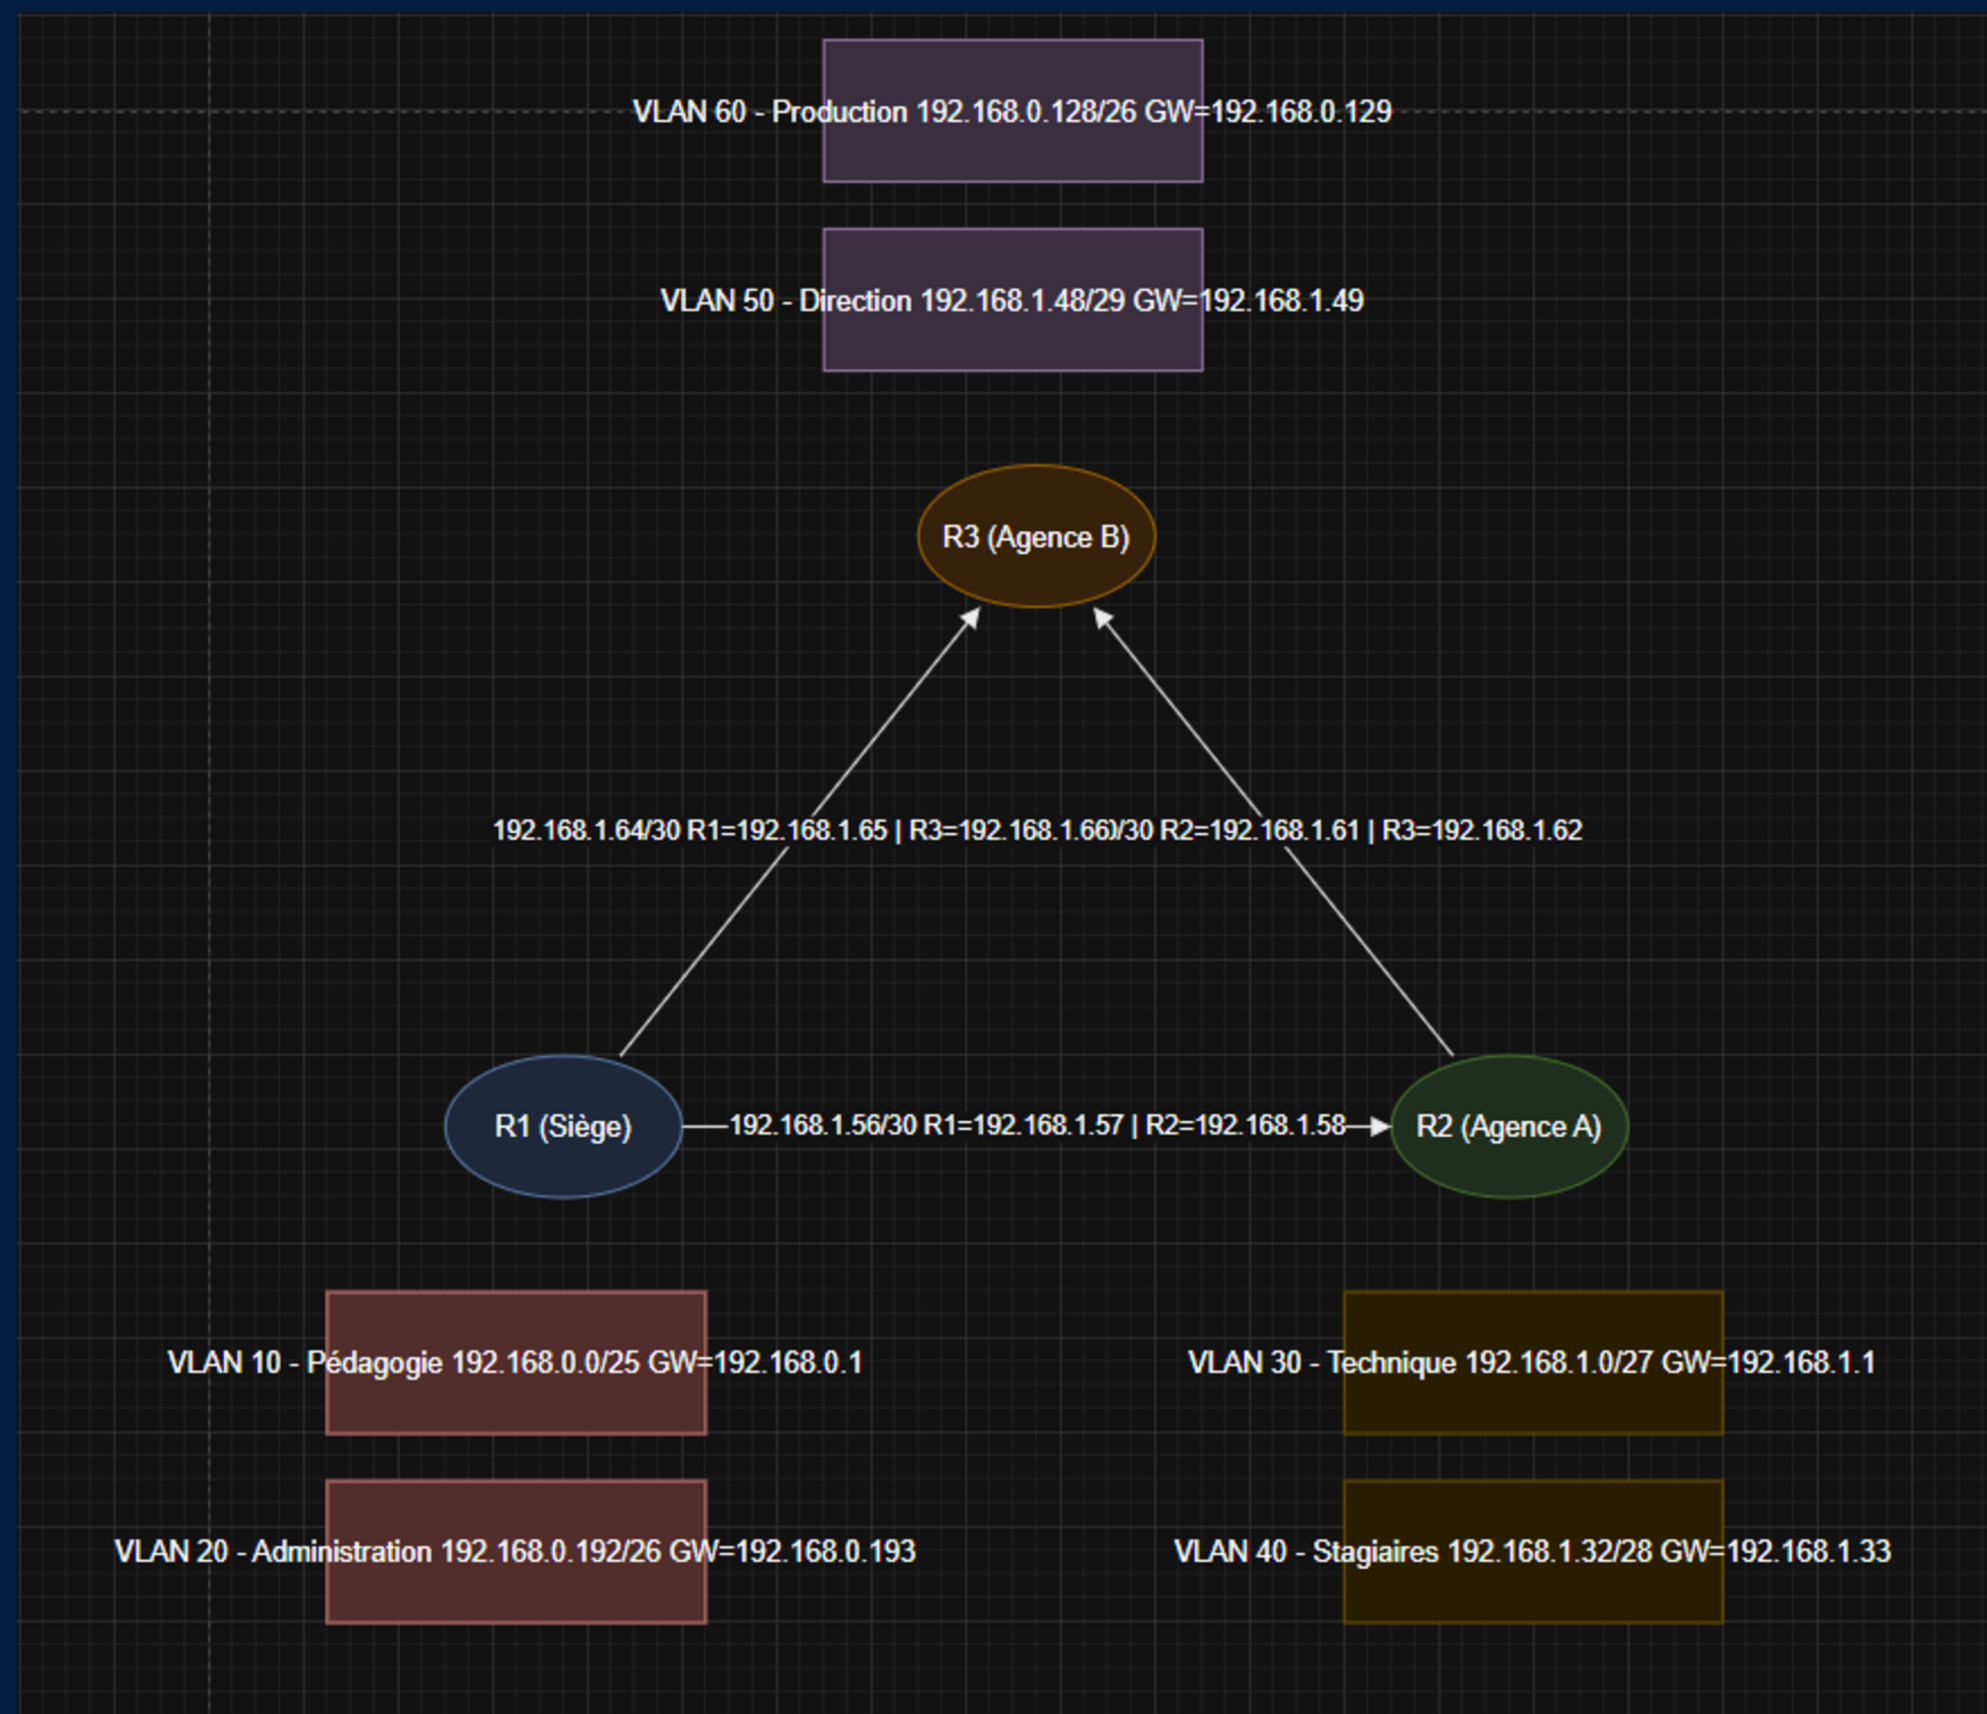 VLAN 60 - Production 192.168.0.128/26 GW=192.168.0.129
VLAN 50 - Direction 192.168.1.48/29 GW=192.168.1.49
R3 (Agence B)
192.168.1.64/30 R1=192.168.1.65 | R3=192.168.1.66
/30 R2=192.168.1.61 | R3=192.168.1.62
R1 (Siège)
192.168.1.56/30 R1=192.168.1.57 | R2=192.168.1.58
R2 (Agence A)
VLAN 10 - Pédagogie 192.168.0.0/25 GW=192.168.0.1
VLAN 30 - Technique 192.168.1.0/27 GW=192.168.1.1
VLAN 20 - Administration 192.168.0.192/26 GW=192.168.0.193
VLAN 40 - Stagiaires 192.168.1.32/28 GW=192.168.1.33